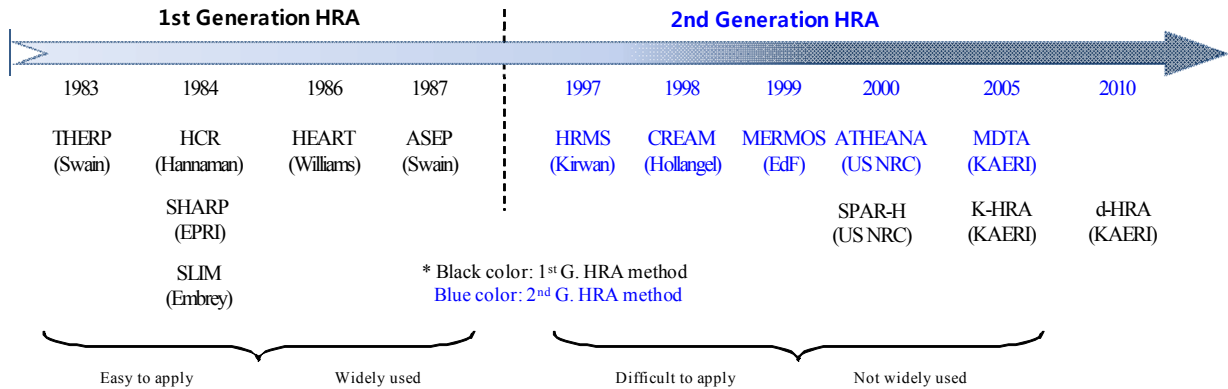 1st Generation HRA 2nd Generation HRA
1983 1984 1986 1987 1997 1998 1999 2000 2005 2010
THERP HCR HEART ASEP HRMS CREAM MERMOS ATHEANA MDTA
(Swain) (Hannaman) (Williams) (Swain) (Kirwan) (Hollangel) (EdF) (US NRC) (KAERI)
SHARP SPAR-H K-HRA d-HRA
(EPRI) (US NRC) (KAERI) (KAERI)
SLIM * Black color: 1st G. HRA method
(Embrey) Blue color: 2nd G. HRA method
Easy to apply Widely used Difficult to apply Not widely used